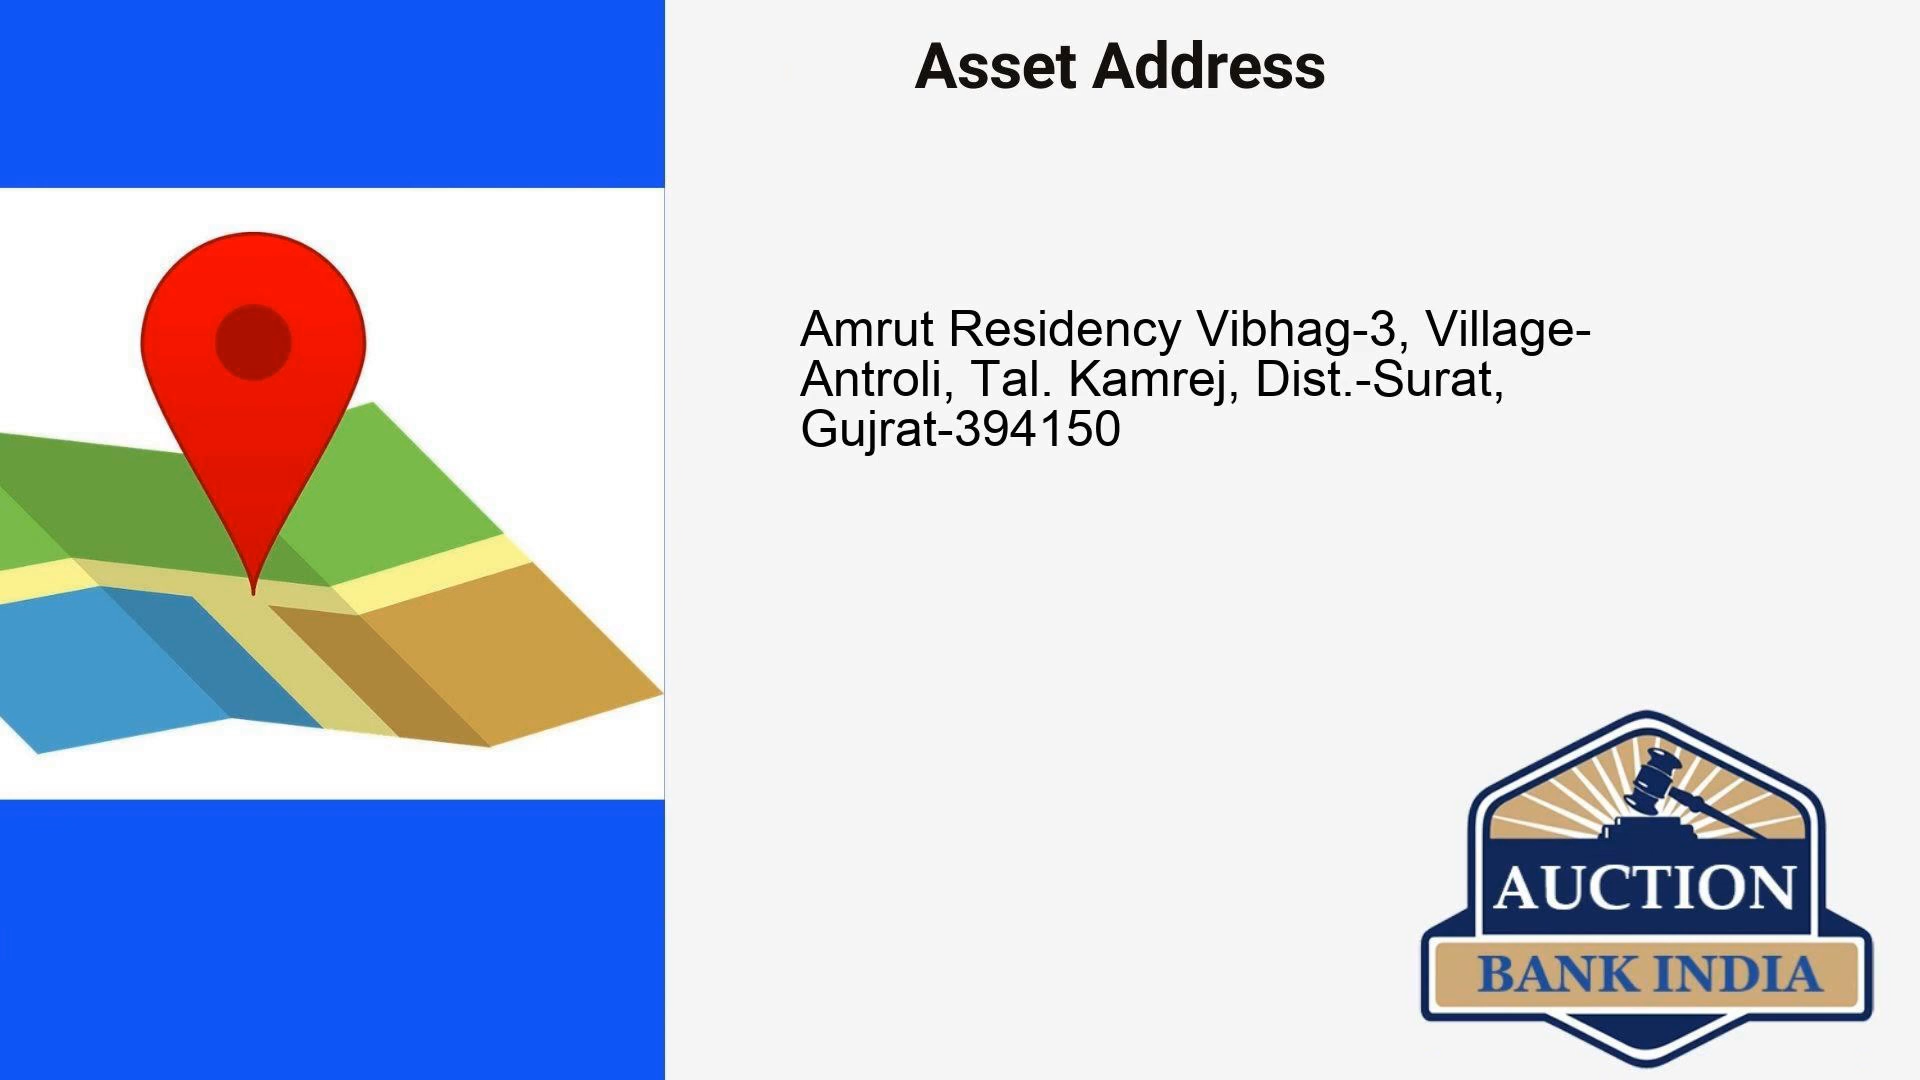 Asset Address
Amrut Residency Vibhag-3, Village-
Antroli, Tal. Kamrej, Dist.-Surat,
Gujrat-394150
AUCTION
BANK INDIA